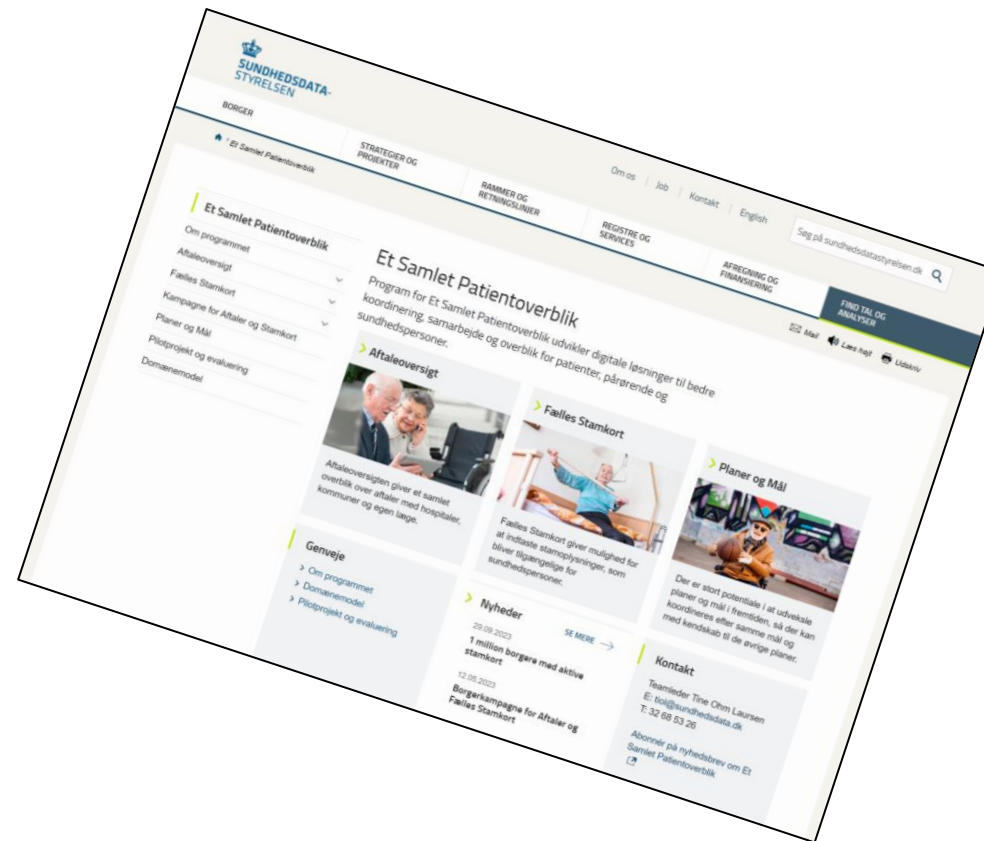 SUNDHEDSDATA-
STYRELSEN
Om os | Job | Kontakt | English
Søg på sundhedsdatastyrelsen.dk
BORGER
STRATEGIER OG
PROJEKTER
RAMMER OG
RETNINGSLINJER
REGISTRE OG
SERVICES
AFREGNING OG
FINANSIERING
FIND TAL OG
ANALYSER
Et Samlet Patientoverblik
Mail Læs højt Udskriv
Et Samlet Patientoverblik
Om programmet
Aftaleoversigt
Fælles Stamkort
Kampagne for Aftaler og Stamkort
Planer og Mål
Pilotprojekt og evaluering
Domænemodel
Et Samlet Patientoverblik
Program for Et Samlet Patientoverblik udvikler digitale løsninger til bedre
koordinering, samarbejde og overblik for patienter, pårørende og
sundhedspersoner.
Aftaleoversigt
Aftaleoversigten giver et samlet
overblik over aftaler med hospitaler,
kommuner og egen læge.
Fælles Stamkort
Fælles Stamkort giver mulighed for
at indtaste stamoplysninger, som
bliver tilgængelige for
sundhedspersoner.
Planer og Mål
Der er stort potentiale i at udveksle
planer og mål i fremtiden, så der kan
koordineres efter samme mål og
med kendskab til de øvrige planer.
Genveje
Om programmet
Domænemodel
Pilotprojekt og evaluering
Nyheder
SE MERE
29.09.2023
1 million borgere med aktive
stamkort
12.05.2023
Borgerkampagne for Aftaler og
Fælles Stamkort
Kontakt
Teamleder Tine Ohm Laursen
E: tiol@sundhedsdata.dk
T: 32 68 53 26
Abonnér på nyhedsbrev om Et
Samlet Patientoverblik